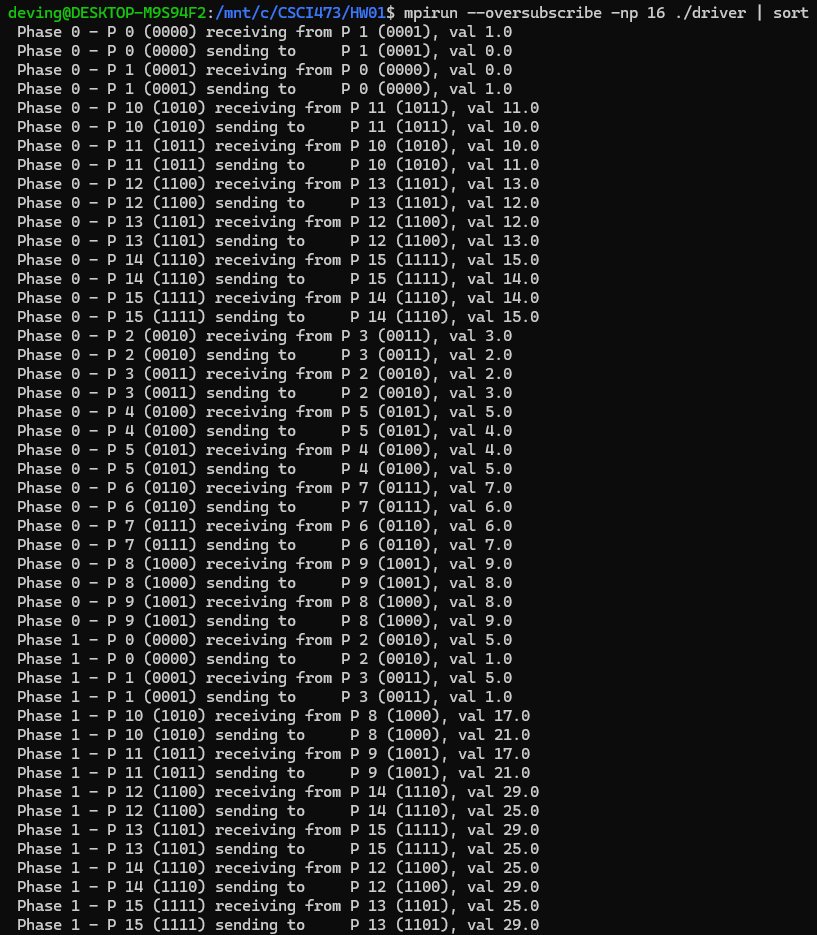 deving@DESKTOP-M9S94F2:/mnt/c/CSCI473/HW01$ mpirun --oversubscribe -np 16 ./driver | sort
Phase 0 - P 0 (0000) receiving from P 1 (0001), val 1.0
Phase 0 - P 0 (0000) sending to     P 1 (0001), val 0.0
Phase 0 - P 1 (0001) receiving from P 0 (0000), val 0.0
Phase 0 - P 1 (0001) sending to     P 0 (0000), val 1.0
Phase 0 - P 10 (1010) receiving from P 11 (1011), val 11.0
Phase 0 - P 10 (1010) sending to     P 11 (1011), val 10.0
Phase 0 - P 11 (1011) receiving from P 10 (1010), val 10.0
Phase 0 - P 11 (1011) sending to     P 10 (1010), val 11.0
Phase 0 - P 12 (1100) receiving from P 13 (1101), val 13.0
Phase 0 - P 12 (1100) sending to     P 13 (1101), val 12.0
Phase 0 - P 13 (1101) receiving from P 12 (1100), val 12.0
Phase 0 - P 13 (1101) sending to     P 12 (1100), val 13.0
Phase 0 - P 14 (1110) receiving from P 15 (1111), val 15.0
Phase 0 - P 14 (1110) sending to     P 15 (1111), val 14.0
Phase 0 - P 15 (1111) receiving from P 14 (1110), val 14.0
Phase 0 - P 15 (1111) sending to     P 14 (1110), val 15.0
Phase 0 - P 2 (0010) receiving from P 3 (0011), val 3.0
Phase 0 - P 2 (0010) sending to     P 3 (0011), val 2.0
Phase 0 - P 3 (0011) receiving from P 2 (0010), val 2.0
Phase 0 - P 3 (0011) sending to     P 2 (0010), val 3.0
Phase 0 - P 4 (0100) receiving from P 5 (0101), val 5.0
Phase 0 - P 4 (0100) sending to     P 5 (0101), val 4.0
Phase 0 - P 5 (0101) receiving from P 4 (0100), val 4.0
Phase 0 - P 5 (0101) sending to     P 4 (0100), val 5.0
Phase 0 - P 6 (0110) receiving from P 7 (0111), val 7.0
Phase 0 - P 6 (0110) sending to     P 7 (0111), val 6.0
Phase 0 - P 7 (0111) receiving from P 6 (0110), val 6.0
Phase 0 - P 7 (0111) sending to     P 6 (0110), val 7.0
Phase 0 - P 8 (1000) receiving from P 9 (1001), val 9.0
Phase 0 - P 8 (1000) sending to     P 9 (1001), val 8.0
Phase 0 - P 9 (1001) receiving from P 8 (1000), val 8.0
Phase 0 - P 9 (1001) sending to     P 8 (1000), val 9.0
Phase 1 - P 0 (0000) receiving from P 2 (0010), val 5.0
Phase 1 - P 0 (0000) sending to     P 2 (0010), val 1.0
Phase 1 - P 1 (0001) receiving from P 3 (0011), val 5.0
Phase 1 - P 1 (0001) sending to     P 3 (0011), val 1.0
Phase 1 - P 10 (1010) receiving from P 8 (1000), val 17.0
Phase 1 - P 10 (1010) sending to     P 8 (1000), val 21.0
Phase 1 - P 11 (1011) receiving from P 9 (1001), val 17.0
Phase 1 - P 11 (1011) sending to     P 9 (1001), val 21.0
Phase 1 - P 12 (1100) receiving from P 14 (1110), val 29.0
Phase 1 - P 12 (1100) sending to     P 14 (1110), val 25.0
Phase 1 - P 13 (1101) receiving from P 15 (1111), val 29.0
Phase 1 - P 13 (1101) sending to     P 15 (1111), val 25.0
Phase 1 - P 14 (1110) receiving from P 12 (1100), val 25.0
Phase 1 - P 14 (1110) sending to     P 12 (1100), val 29.0
Phase 1 - P 15 (1111) receiving from P 13 (1101), val 25.0
Phase 1 - P 15 (1111) sending to     P 13 (1101), val 29.0